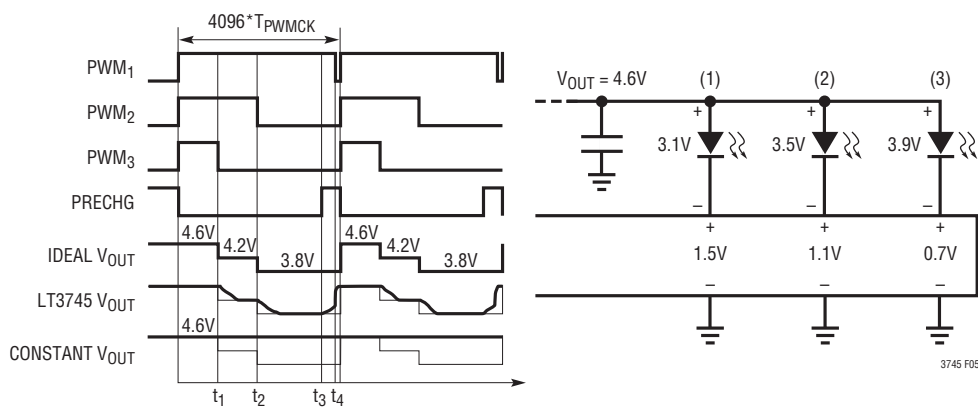 4096*TPWMCK
PWM1
PWM2
PWM3
PRECHG
4.6V 4.2V 3.8V 4.6V 4.2V 3.8V
IDEAL VOUT
LT3745 VOUT
4.6V
CONSTANT VOUT
t1 t2 t3 t4
VOUT = 4.6V (1) (2) (3)
+ + +
3.1V 3.5V 3.9V
– – –
+ + +
1.5V 1.1V 0.7V
– – –
3745 F05